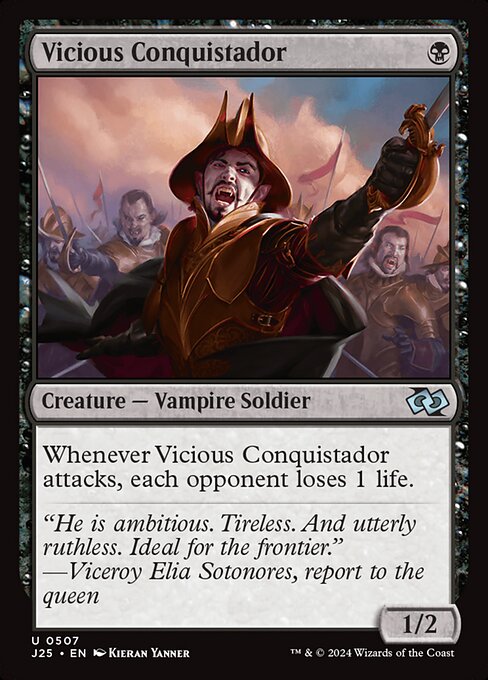 Vicious Conquistador
Creature — Vampire Soldier
Whenever Vicious Conquistador
attacks, each opponent loses 1 life.
“He is ambitious. Tireless. And utterly
ruthless. Ideal for the frontier.”
—Viceroy Elia Sotonores, report to the
queen
1/2
U 0507
J25 • EN Kieran Yanner
™ & © 2024 Wizards of the Coast